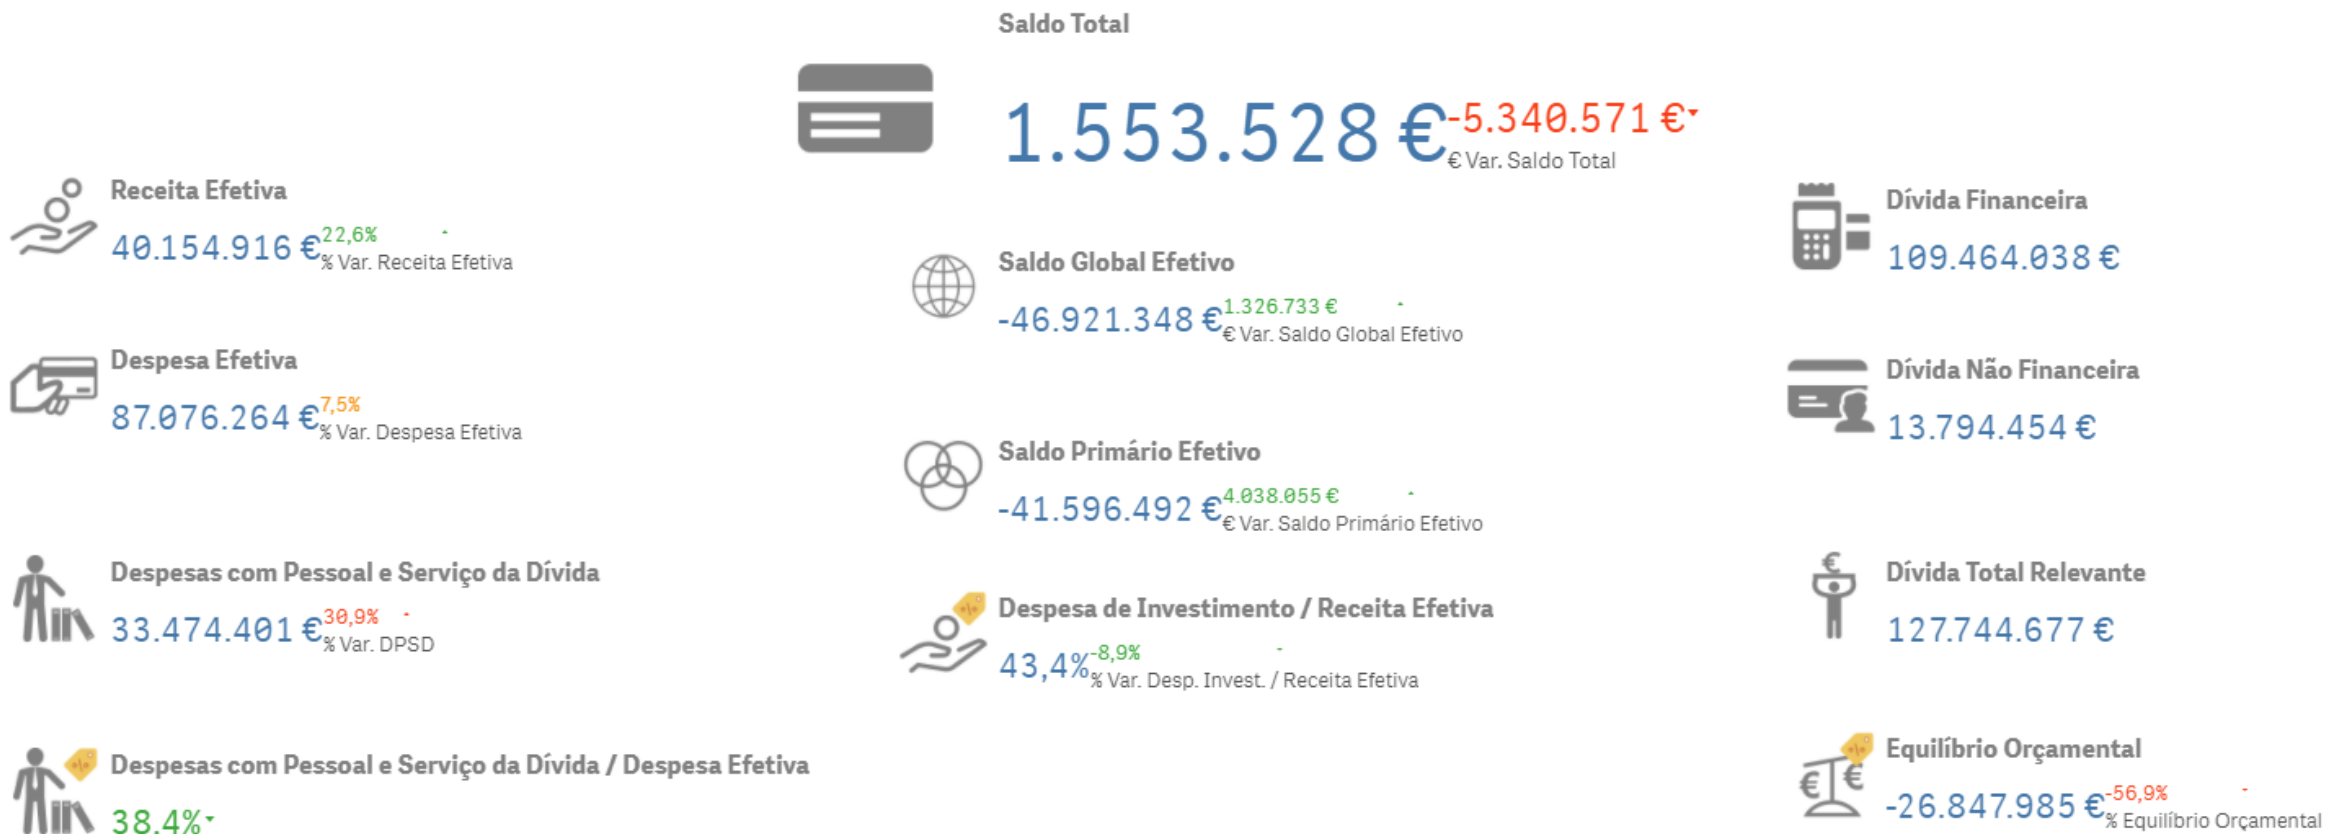 Saldo Total
1.553.528 €
-5.340.571 €
€ Var. Saldo Total
Receita Efetiva
40.154.916 €
22,6%
% Var. Receita Efetiva
Despesa Efetiva
87.076.264 €
7,5%
% Var. Despesa Efetiva
Despesas com Pessoal e Serviço da Dívida
33.474.401 €
30,9%
% Var. DPSD
Despesas com Pessoal e Serviço da Dívida / Despesa Efetiva
38,4%
Saldo Global Efetivo
-46.921.348 €
1.326.733 €
€ Var. Saldo Global Efetivo
Saldo Primário Efetivo
-41.596.492 €
4.038.055 €
€ Var. Saldo Primário Efetivo
Despesa de Investimento / Receita Efetiva
43,4%
-8,9%
% Var. Desp. Invest. / Receita Efetiva
Dívida Financeira
109.464.038 €
Dívida Não Financeira
13.794.454 €
Dívida Total Relevante
127.744.677 €
Equilíbrio Orçamental
-26.847.985 €
-56,9%
% Equilíbrio Orçamental